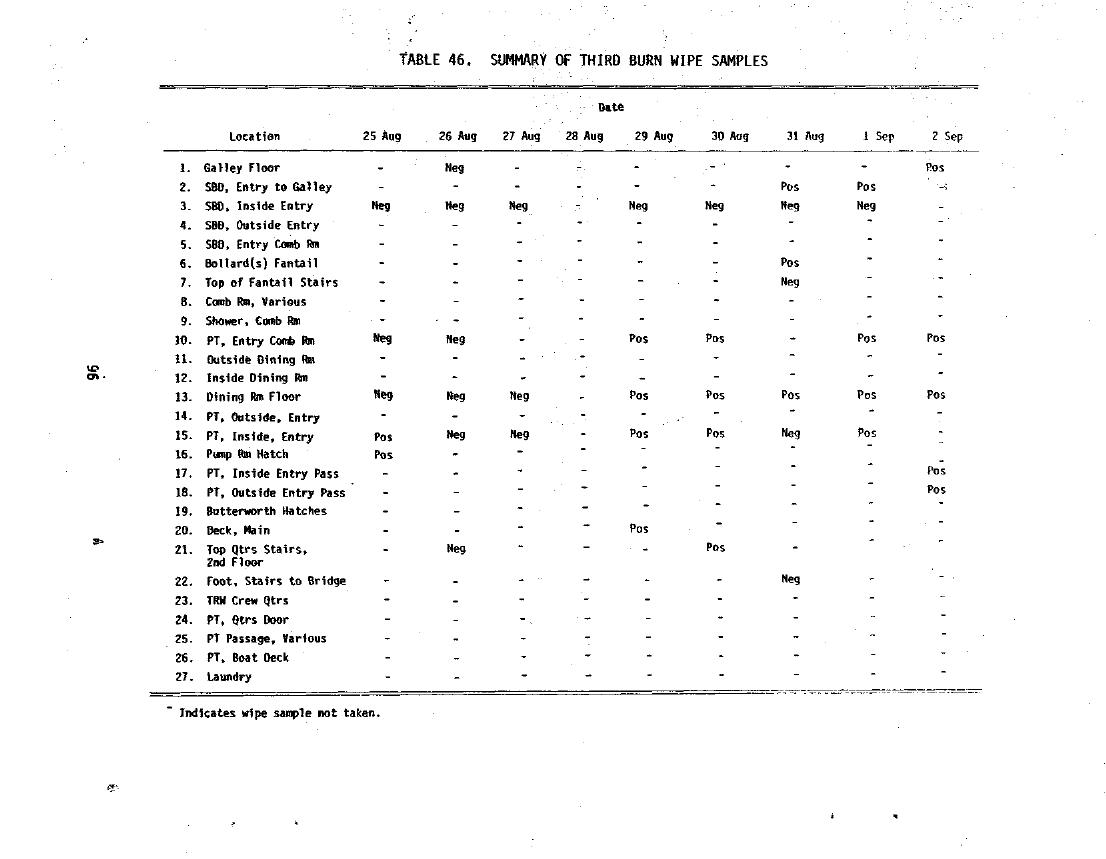 TABLE 46. SUMMARY OF THIRD BURN WIPE SAMPLES
Date
Location 25 Aug 26 Aug 27 Aug 28 Aug 29 Aug 30 Aug 31 Aug 1 Sep 2 Sep
1. Galley Floor - Neg - - - - - - Pos
2. SBD, Entry to Galley - - - - - - Pos Pos -
3. SBD, Inside Entry Neg Neg Neg - Neg Neg Neg Neg -
4. SBD, Outside Entry - - - - - - - - -
5. SBD, Entry Comb Rm - - - - - - - - -
6. Bollard(s) Fantail - - - - - - Pos - -
7. Top of Fantail Stairs - - - - - - Neg - -
8. Comb Rm, Various - - - - - - - - -
9. Shower, Comb Rm - - - - - - - - -
10. PT, Entry Comb Rm Neg Neg - - Pos Pos - Pos Pos
11. Outside Dining Rm - - - - - - - - -
12. Inside Dining Rm - - - - - - - - -
13. Dining Rm Floor Neg Neg Neg - Pos Pos Pos Pos Pos
14. PT, Outside, Entry - - - - - - - - -
15. PT, Inside, Entry Pos Neg Neg - Pos Pos Neg Pos -
16. Pump Rm Hatch Pos - - - - - - - -
17. PT, Inside Entry Pass - - - - - - - - Pos
18. PT, Outside Entry Pass - - - - - - - - Pos
19. Butterworth Hatches - - - - - - - - -
20. Deck, Main - - - - Pos - - - -
21. Top Qtrs Stairs, - Neg - - - Pos - - -
2nd Floor
22. Foot, Stairs to Bridge - - - - - - Neg - -
23. TRW Crew Qtrs - - - - - - - - -
24. PT, Qtrs Door - - - - - - - - -
25. PT Passage, Various - - - - - - - - -
26. PT, Boat Deck - - - - - - - - -
27. Laundry - - - - - - - - -
- Indicates wipe sample not taken.
96